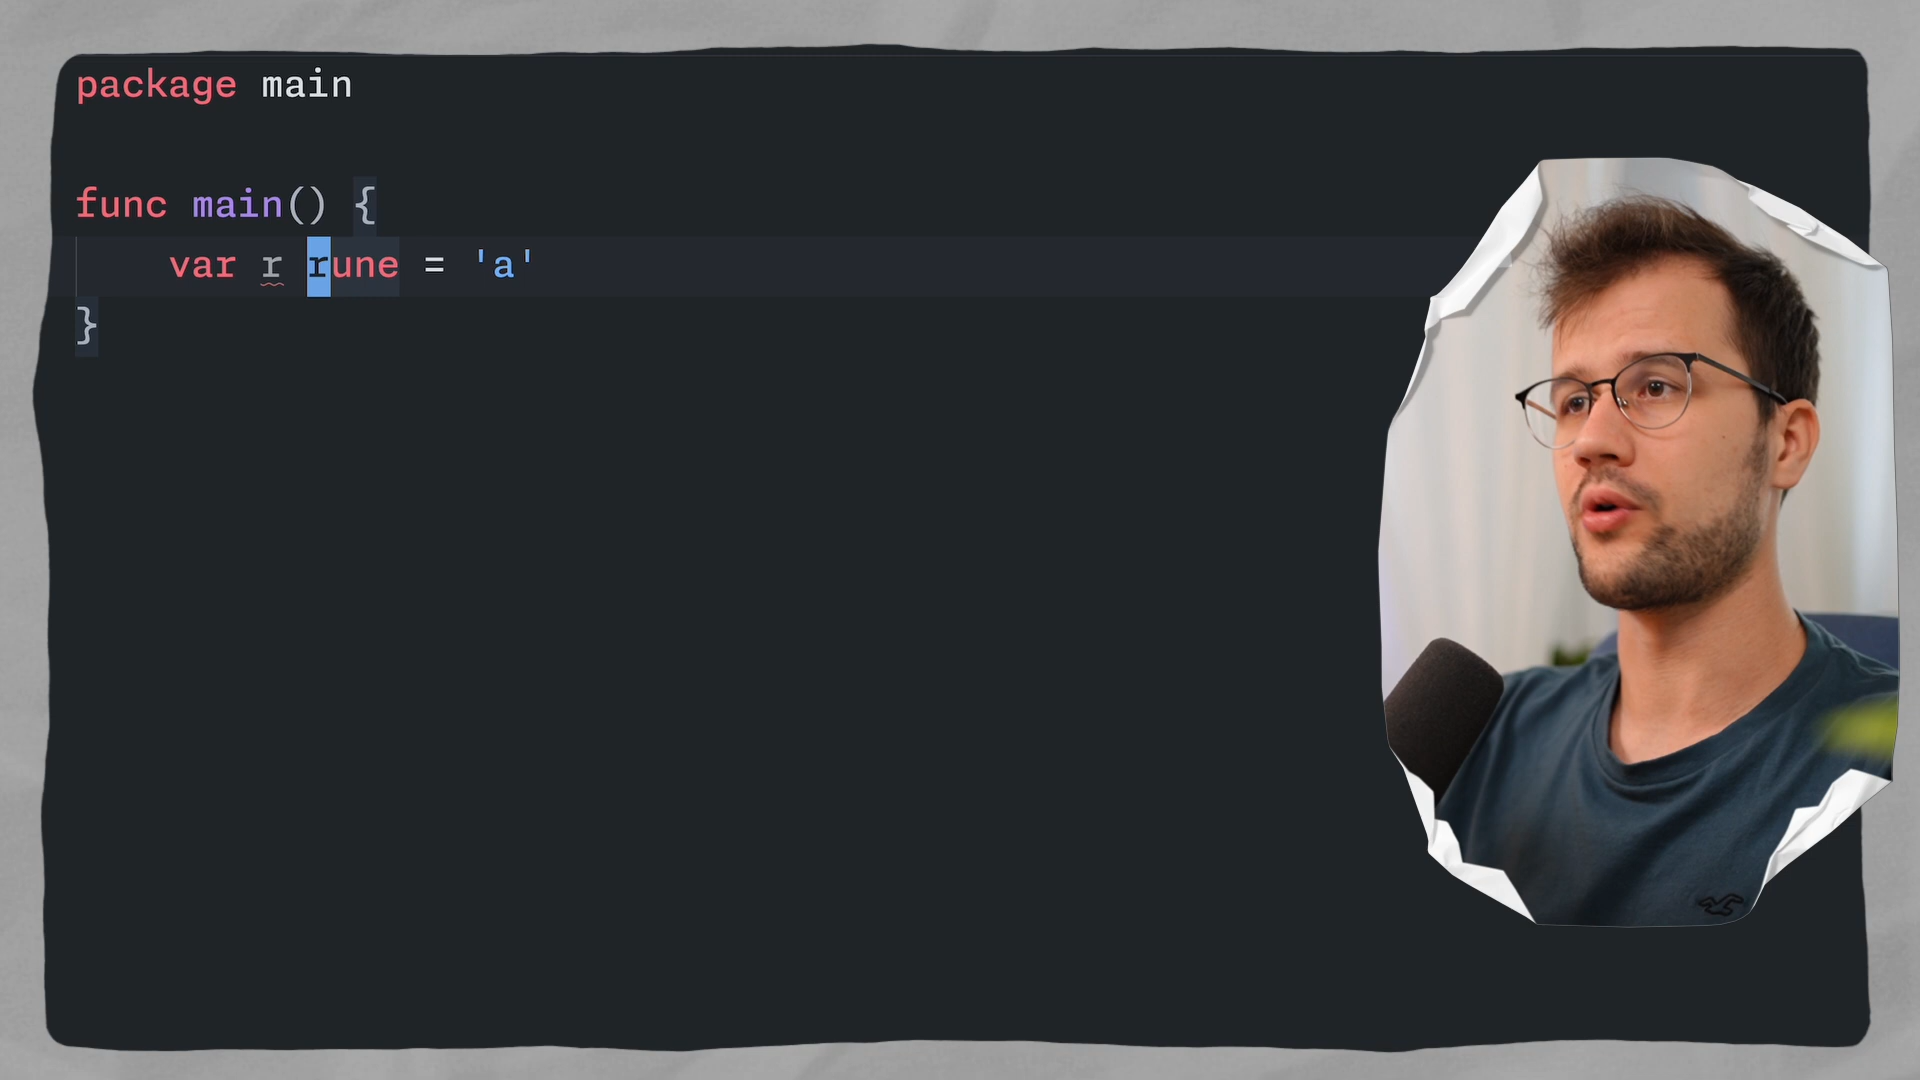 package main
func main() {
var r rune = 'a'
}